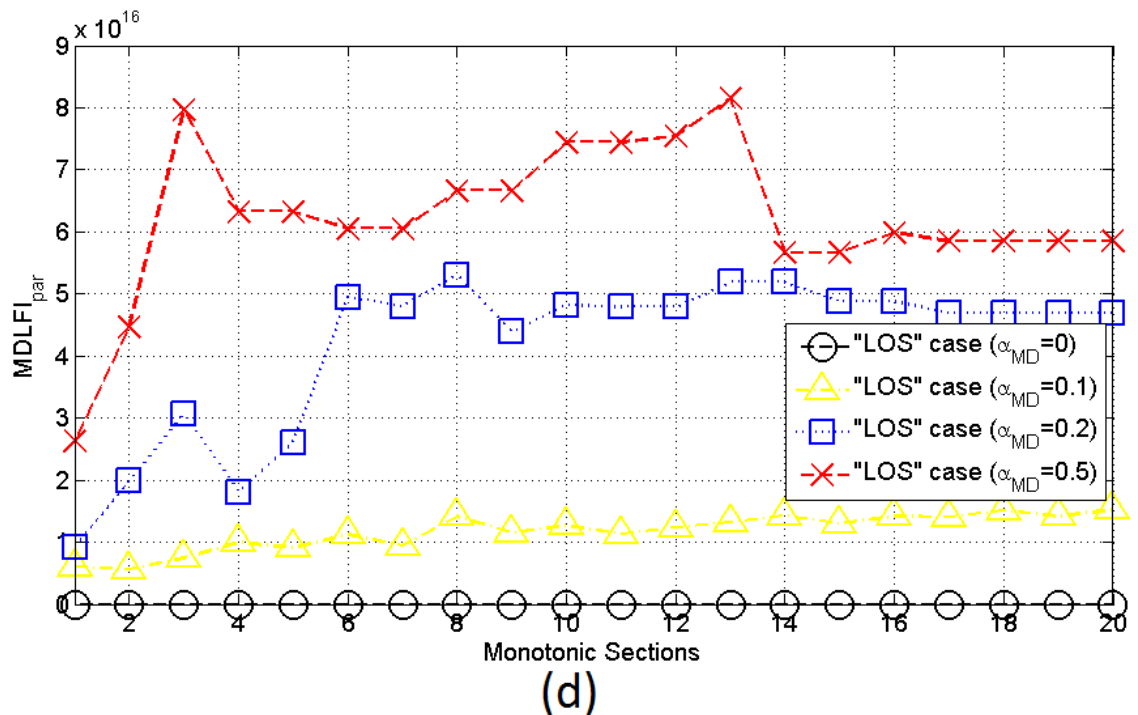 x 10^16
9
8
7
6
5
4
3
2
1
0
MDLFI_par
2 4 6 8 10 12 14 16 18 20
Monotonic Sections
"LOS" case (α_MD=0)
"LOS" case (α_MD=0.1)
"LOS" case (α_MD=0.2)
"LOS" case (α_MD=0.5)
(d)